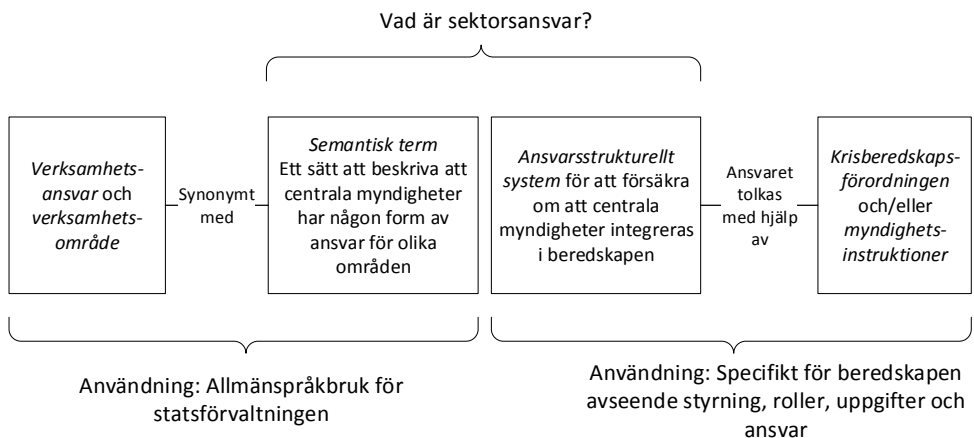 Vad är sektorsansvar?
Verksamhets-
ansvar och
verksamhets-
område
Synonymt
med
Semantisk term
Ett sätt att beskriva att
centrala myndigheter
har någon form av
ansvar för olika
områden
Ansvarsstrukturellt
system för att försäkra
om att centrala
myndigheter integreras
i beredskapen
Ansvaret
tolkas
med hjälp
av
Krisberedskaps-
förordningen
och/eller
myndighets-
instruktioner
Användning: Allmänspråkbruk för
statsförvaltningen
Användning: Specifikt för beredskapen
avseende styrning, roller, uppgifter och
ansvar